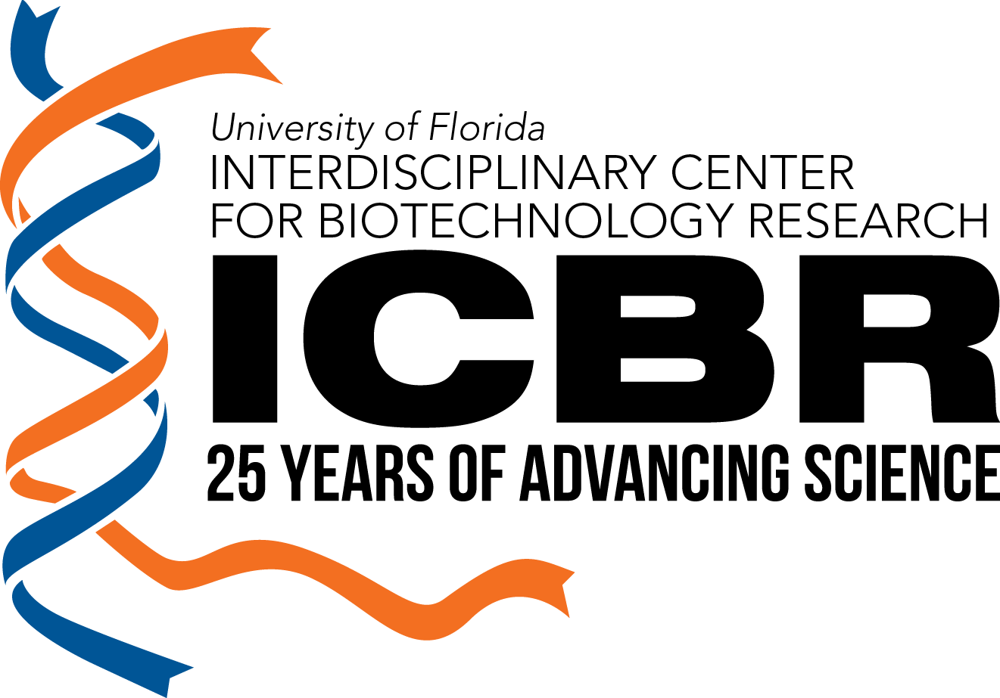 University of Florida
INTERDISCIPLINARY CENTER
FOR BIOTECHNOLOGY RESEARCH
ICBR
25 YEARS OF ADVANCING SCIENCE